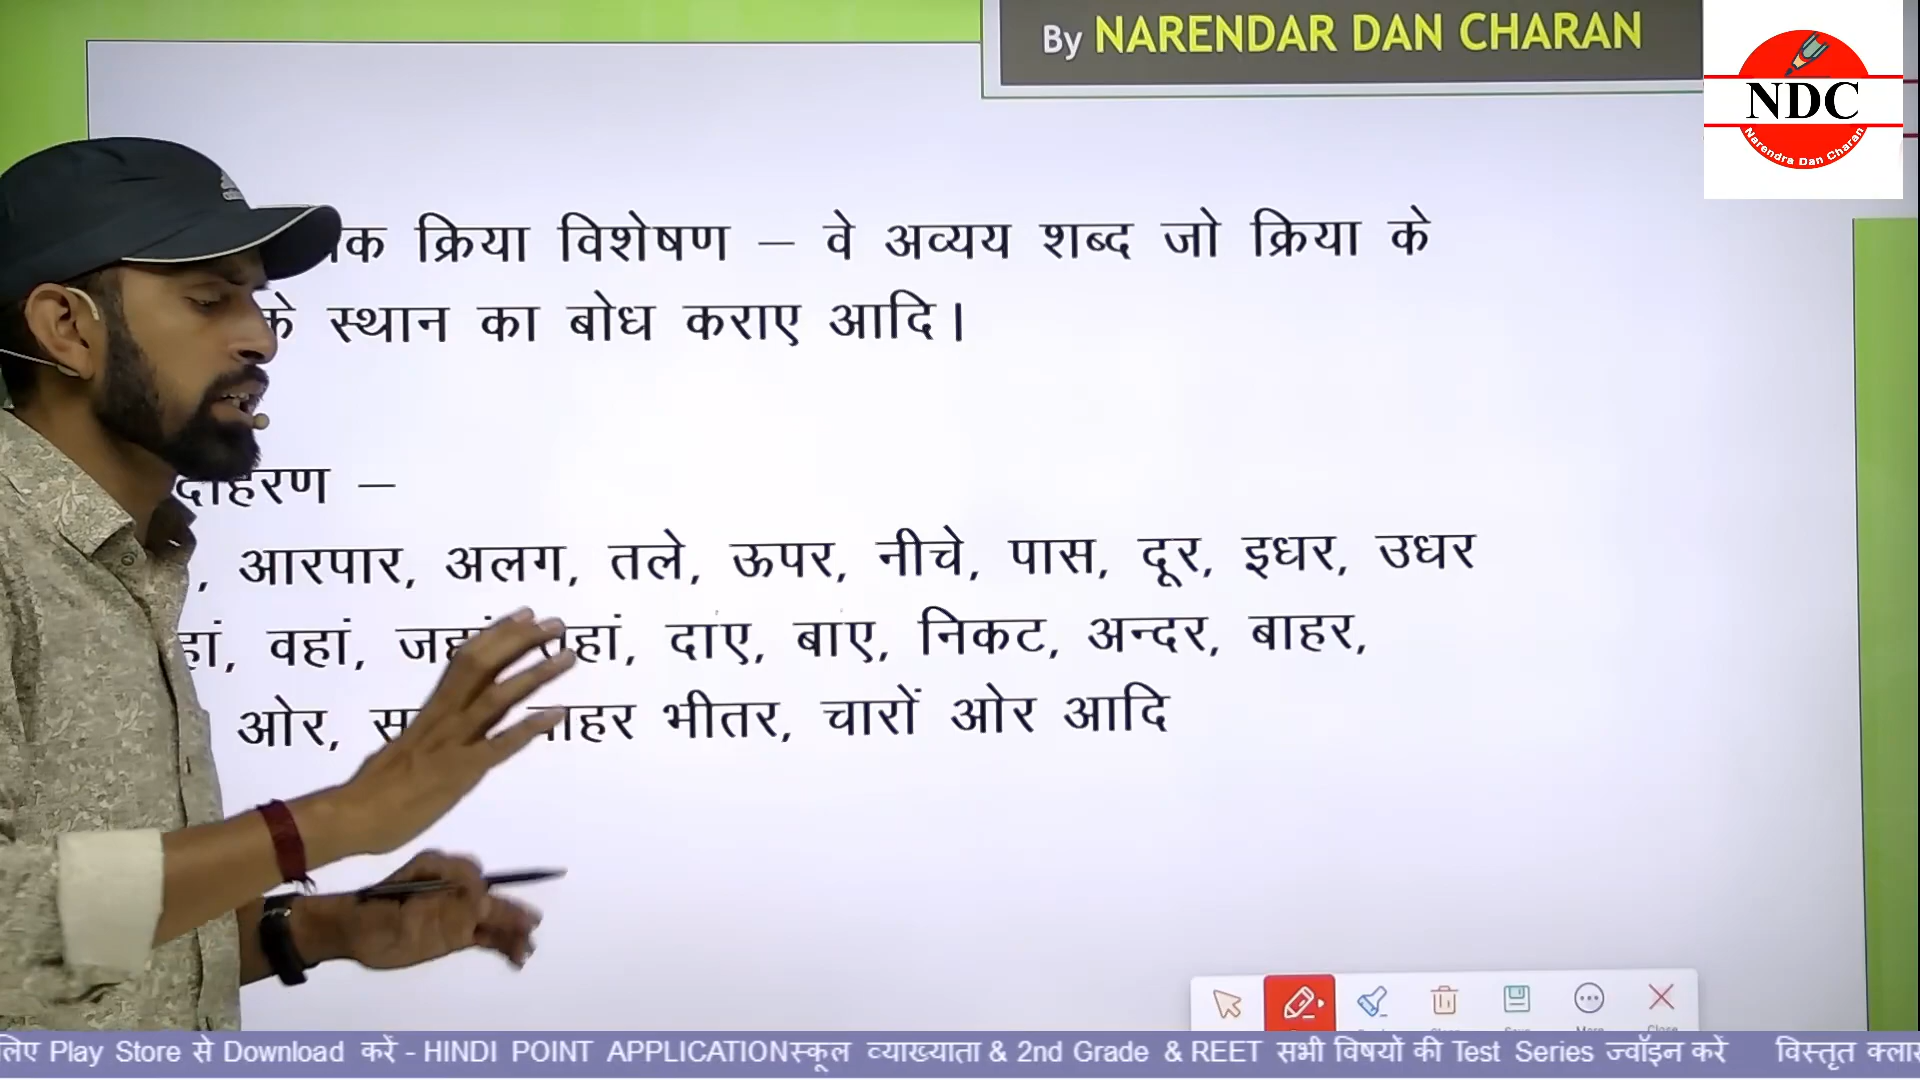 By NARENDAR DAN CHARAN
NDC
Narendra Dan Charan
क्रिया विशेषण – वे अव्यय शब्द जो क्रिया के
के स्थान का बोध कराए आदि।
–
, आरपार, अलग, तले, ऊपर, नीचे, पास, दूर, इधर, उधर
वहां, दांए, बांए, निकट, अन्दर, बाहर,
ओर, भीतर, चारों ओर आदि
लिए Play Store से Download करें - HINDI POINT APPLICATIONस्कूल व्याख्याता & 2nd Grade & REET सभी विषयों की Test Series ज्वॉइन करें विस्तृत